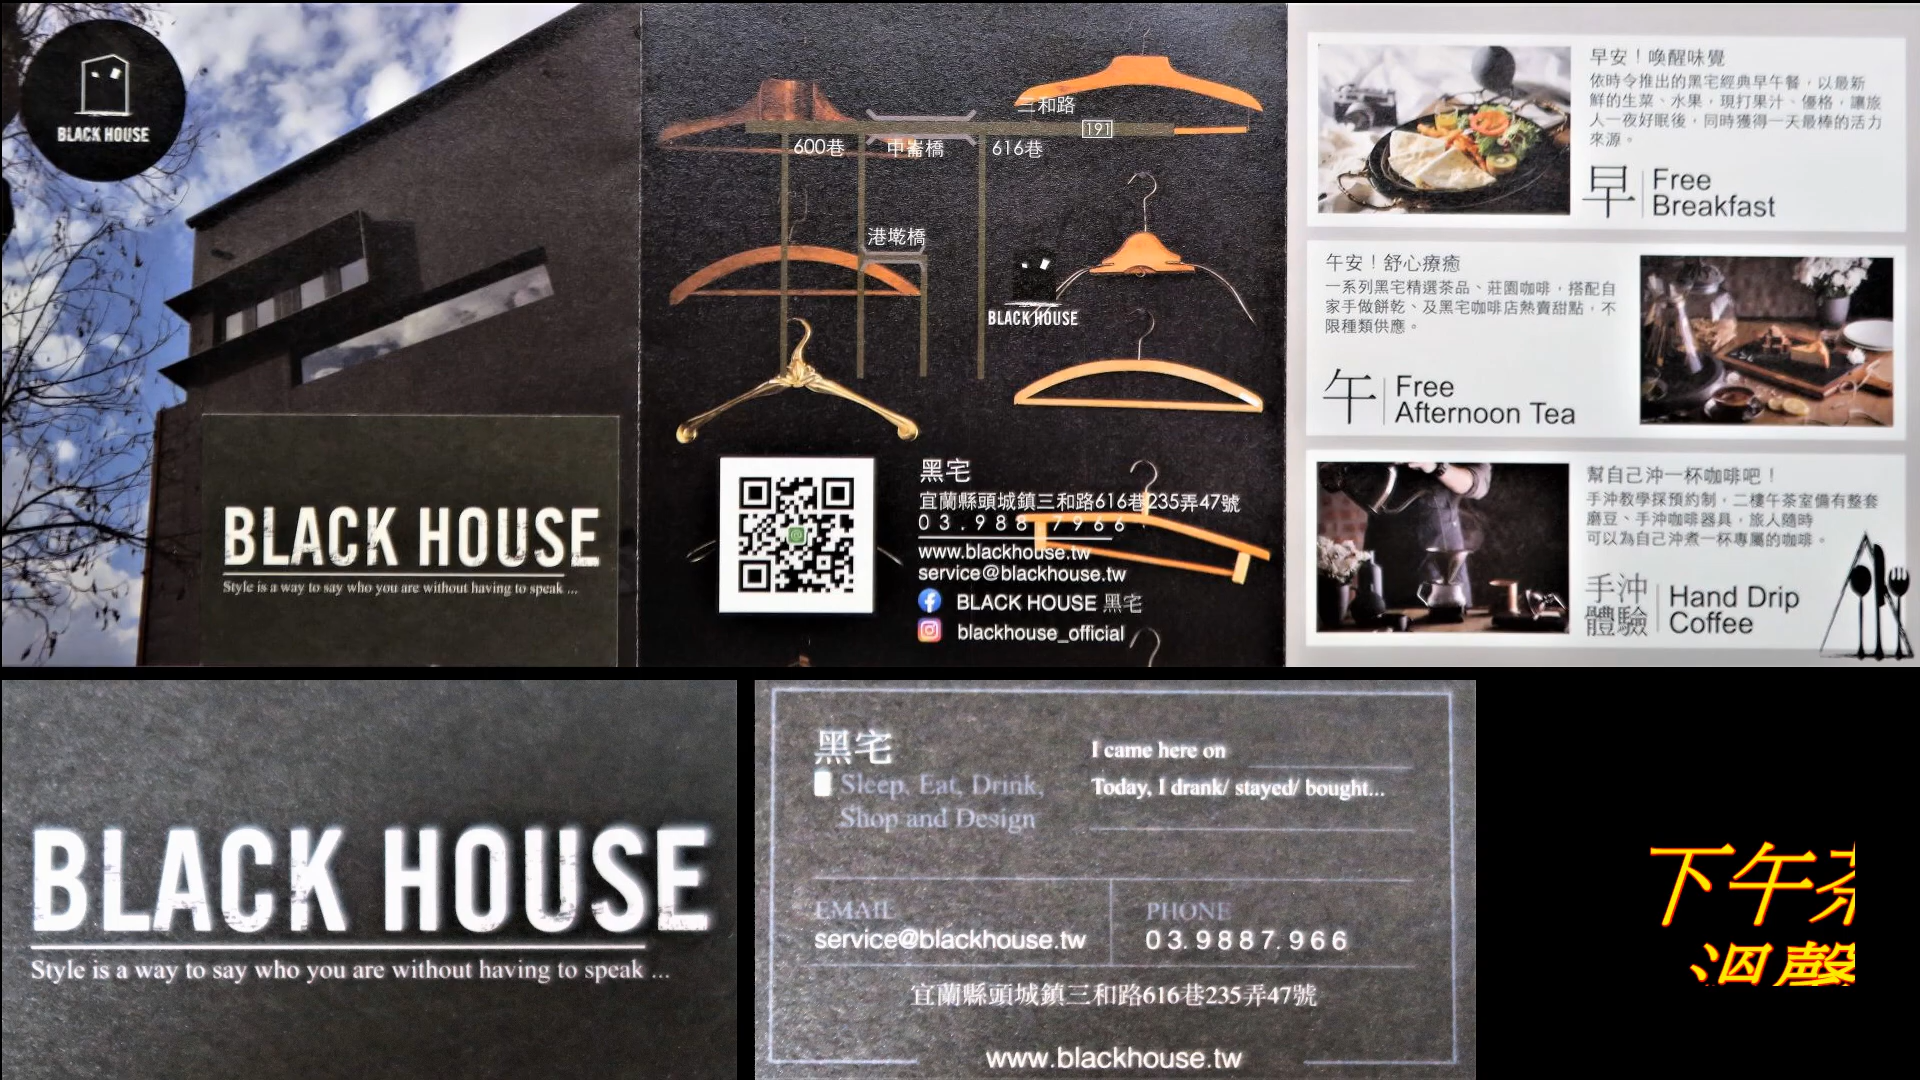 BLACK HOUSE
BLACK HOUSE
Style is a way to say who you are without having to speak ...
三和路
191
600巷
中崙橋
616巷
港墘橋
BLACK HOUSE
黑宅
宜蘭縣頭城鎮三和路616巷235弄47號
03.9887966
www.blackhouse.tw
service@blackhouse.tw
BLACK HOUSE 黑宅
blackhouse_official
早安！喚醒味覺
依時令推出的黑宅經典早午餐，以最新
鮮的生菜、水果，現打果汁、優格，讓旅
人一夜好眠後，同時獲得一天最棒的活力
來源。
早
Free
Breakfast
午安！舒心療癒
一系列黑宅精選茶品、莊園咖啡，搭配自
家手做餅乾、及黑宅咖啡店熱賣甜點，不
限種類供應。
午
Free
Afternoon Tea
幫自己沖一杯咖啡吧！
手沖教學採預約制，二樓午茶室備有整套
磨豆、手沖咖啡器具，旅人隨時
可以為自己沖煮一杯專屬的咖啡。
手沖
體驗
Hand Drip
Coffee
BLACK HOUSE
Style is a way to say who you are without having to speak ...
黑宅
Sleep, Eat, Drink,
Shop and Design
I came here on
Today, I drank/ stayed/ bought...
EMAIL
service@blackhouse.tw
PHONE
03.9887.966
宜蘭縣頭城鎮三和路616巷235弄47號
www.blackhouse.tw
下午